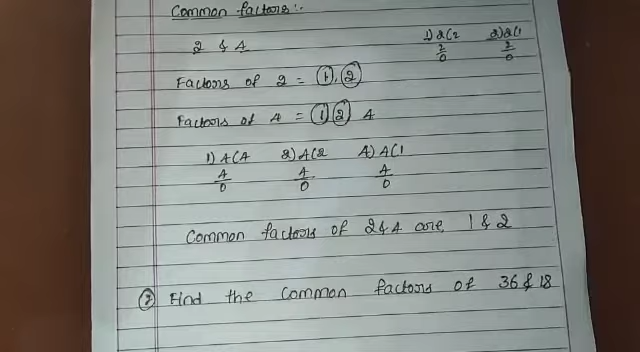 Common factors:-
2 & 4
1) 2 ( 2
2
0
2) 2 ( 1
2
0
Factors of 2 = 1, 2
Factors of 4 = 1 2 4
1) 4 ( 4
4
0
2) 4 ( 2
4
0
4) 4 ( 1
4
0
Common factors of 2 & 4 are, 1 & 2
Find the common factors of 36 & 18